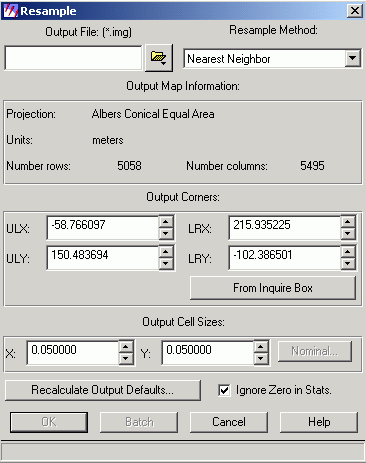 Resample
Output File: (*.img)
Resample Method:
Nearest Neighbor
Output Map Information:
Projection: Albers Conical Equal Area
Units: meters
Number rows: 5058 Number columns: 5495
Output Corners:
ULX: -58.766097 LRX: 215.935225
ULY: 150.483694 LRY: -102.386501
From Inquire Box
Output Cell Sizes:
X: 0.050000 Y: 0.050000 Nominal...
Recalculate Output Defaults... Ignore Zero in Stats.
OK Batch Cancel Help